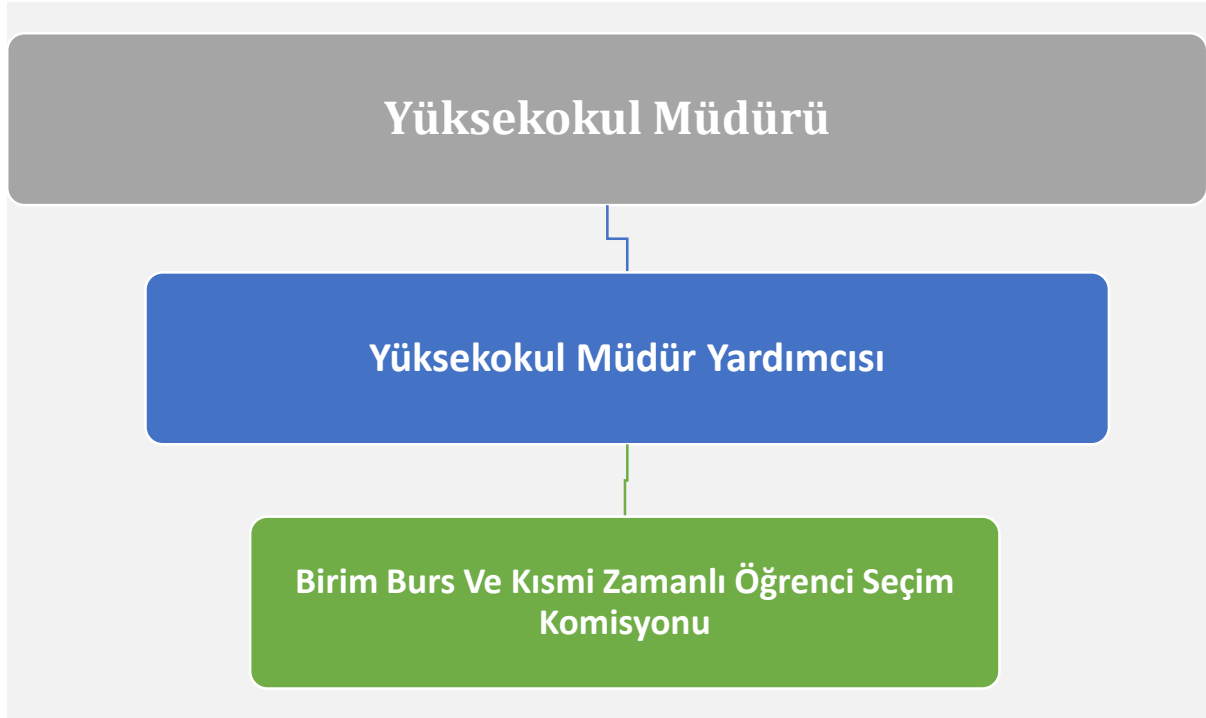 Yüksekokul Müdürü
Yüksekokul Müdür Yardımcısı
Birim Burs Ve Kısmi Zamanlı Öğrenci Seçim
Komisyonu